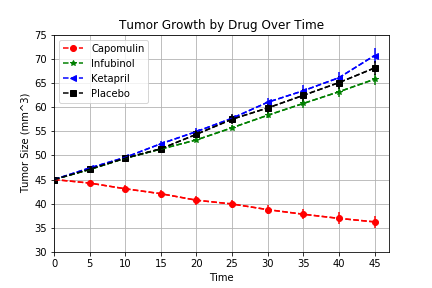 Tumor Growth by Drug Over Time
Tumor Size (mm^3)
75
70
65
60
55
50
45
40
35
30
Capomulin
Infubinol
Ketapril
Placebo
0 5 10 15 20 25 30 35 40 45
Time